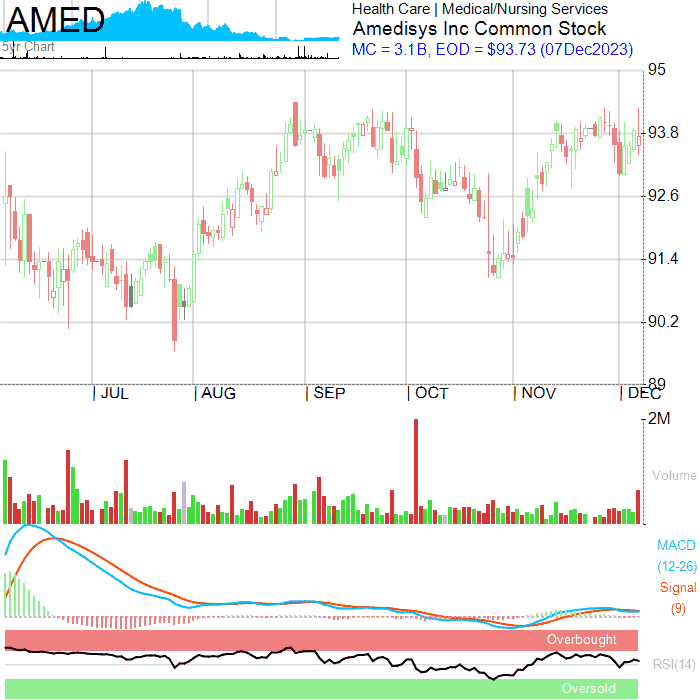 AMED
5yr Chart
Health Care | Medical/Nursing Services
Amedisys Inc Common Stock
MC = 3.1B, EOD = $93.73 (07Dec2023)
95
93.8
92.6
91.4
90.2
89
JUL AUG SEP OCT NOV DEC
2M
Volume
MACD
(12-26)
Signal
(9)
Overbought
RSI(14)
Oversold